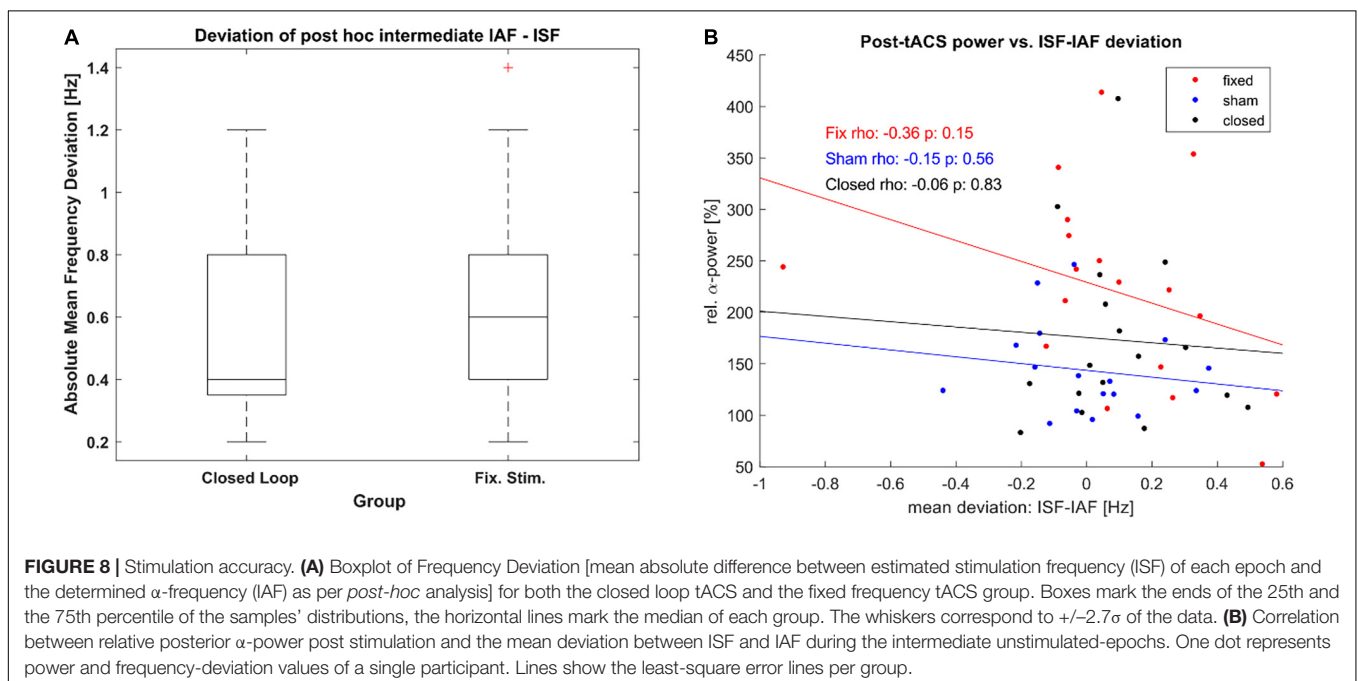 A
Deviation of post hoc intermediate IAF - ISF
Absolute Mean Frequency Deviation [Hz]
1.4
1.2
1
0.8
0.6
0.4
0.2
Closed Loop
Fix. Stim.
Group
B
Post-tACS power vs. ISF-IAF deviation
rel. α-power [%]
450
400
350
300
250
200
150
100
50
fixed
sham
closed
Fix rho: -0.36 p: 0.15
Sham rho: -0.15 p: 0.56
Closed rho: -0.06 p: 0.83
-1
-0.8
-0.6
-0.4
-0.2
0
0.2
0.4
0.6
mean deviation: ISF-IAF [Hz]
FIGURE 8 | Stimulation accuracy. (A) Boxplot of Frequency Deviation [mean absolute difference between estimated stimulation frequency (ISF) of each epoch and
the determined α-frequency (IAF) as per post-hoc analysis] for both the closed loop tACS and the fixed frequency tACS group. Boxes mark the ends of the 25th and
the 75th percentile of the samples' distributions, the horizontal lines mark the median of each group. The whiskers correspond to +/−2.7σ of the data. (B) Correlation
between relative posterior α-power post stimulation and the mean deviation between ISF and IAF during the intermediate unstimulated-epochs. One dot represents
power and frequency-deviation values of a single participant. Lines show the least-square error lines per group.